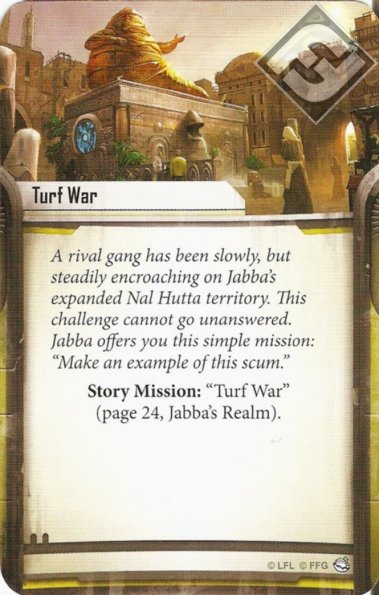 Turf War
A rival gang has been slowly, but
steadily encroaching on Jabba's
expanded Nal Hutta territory. This
challenge cannot go unanswered.
Jabba offers you this simple mission:
“Make an example of this scum.”
Story Mission: “Turf War”
(page 24, Jabba's Realm).
© LFL © FFG